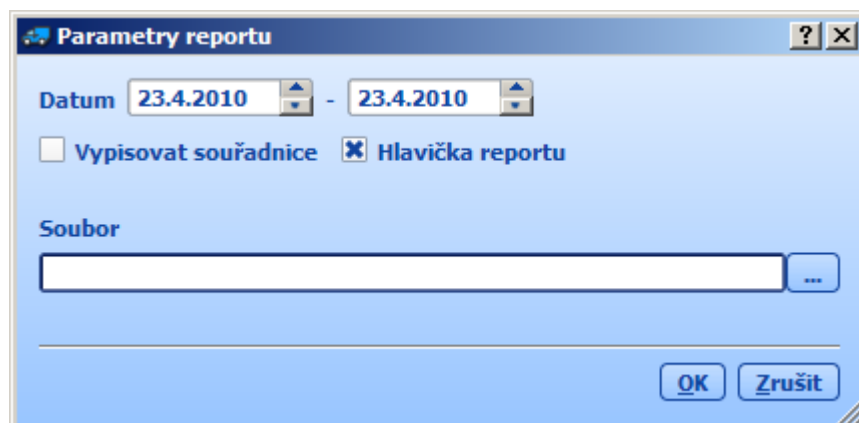 Parametry reportu
Datum 23.4.2010 - 23.4.2010
Vypisovat souřadnice Hlavička reportu
Soubor
...
OK Zrušit